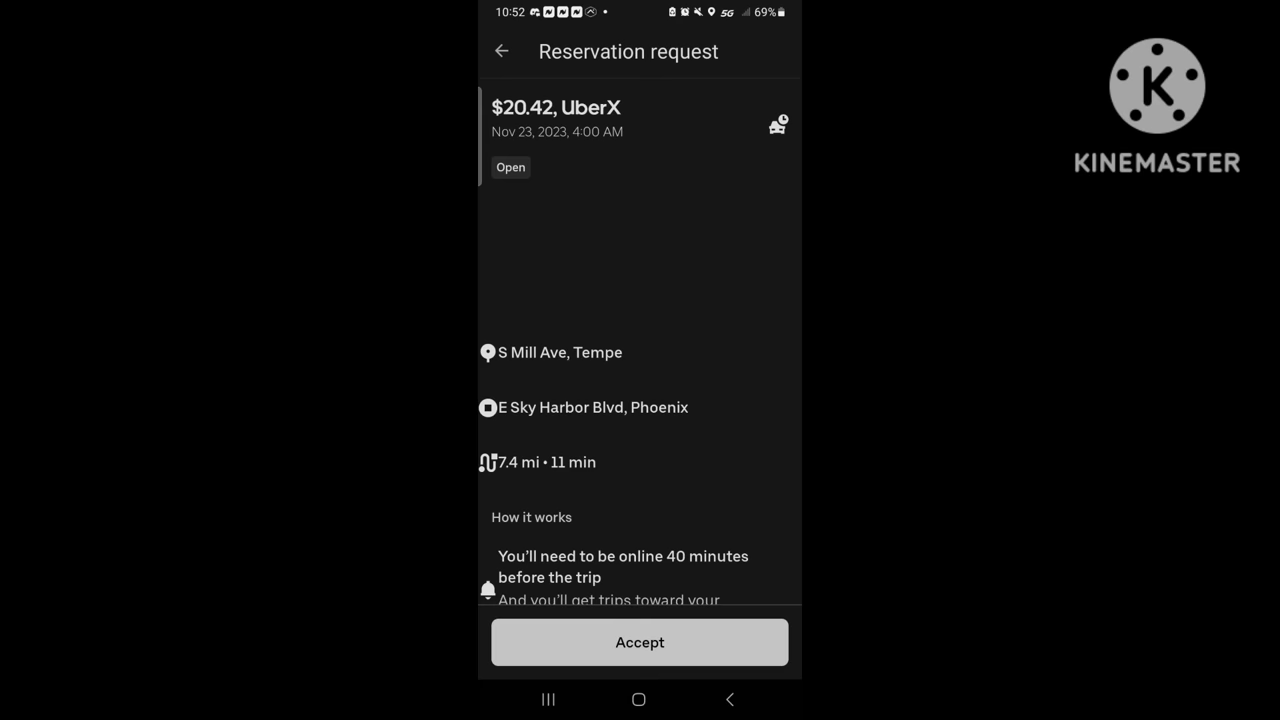 10:52
5G
69%
Reservation request
$20.42, UberX
Nov 23, 2023, 4:00 AM
Open
S Mill Ave, Tempe
E Sky Harbor Blvd, Phoenix
7.4 mi • 11 min
How it works
You'll need to be online 40 minutes
before the trip
And you'll get trips toward your
Accept
K
KINEMASTER